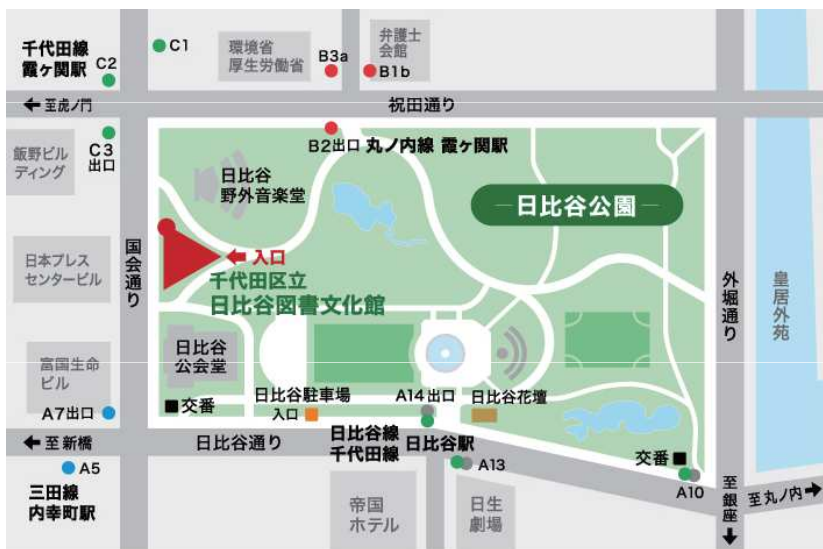 千代田線
霞ヶ関駅
C2
C1
環境省
厚生労働省
B3a
弁護士
会館
B1b
至虎ノ門
祝田通り
飯野ビル
ディング
C3
出口
B2出口 丸ノ内線 霞ヶ関駅
日比谷
野外音楽堂
日比谷公園
入口
千代田区立
日比谷図書文化館
国会通り
日本プレス
センタービル
外堀通り
皇居外苑
日比谷
公会堂
富国生命
ビル
A7出口
交番
日比谷駐車場
入口
A14出口
日比谷花壇
至新橋
日比谷通り
日比谷線
千代田線
日比谷駅
A13
交番
A10
A5
三田線
内幸町駅
帝国
ホテル
日生
劇場
至銀座
至丸ノ内